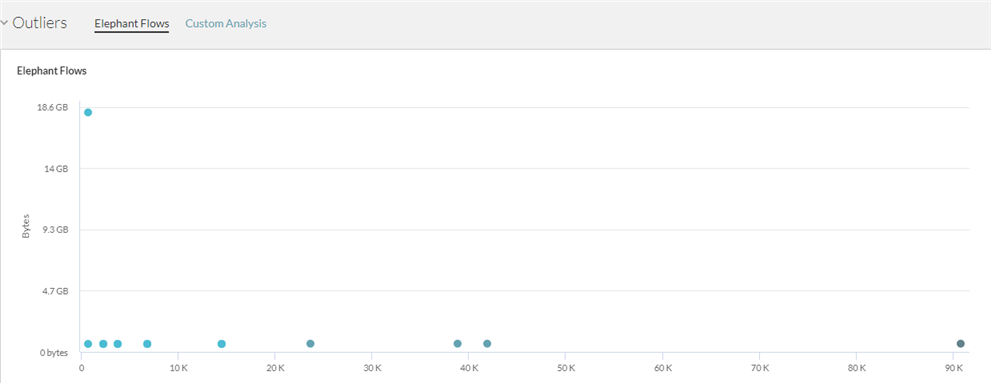 Outliers Elephant Flows Custom Analysis
Elephant Flows
18.6 GB
14 GB
9.3 GB
4.7 GB
0 bytes
Bytes
0 10 K 20 K 30 K 40 K 50 K 60 K 70 K 80 K 90 K